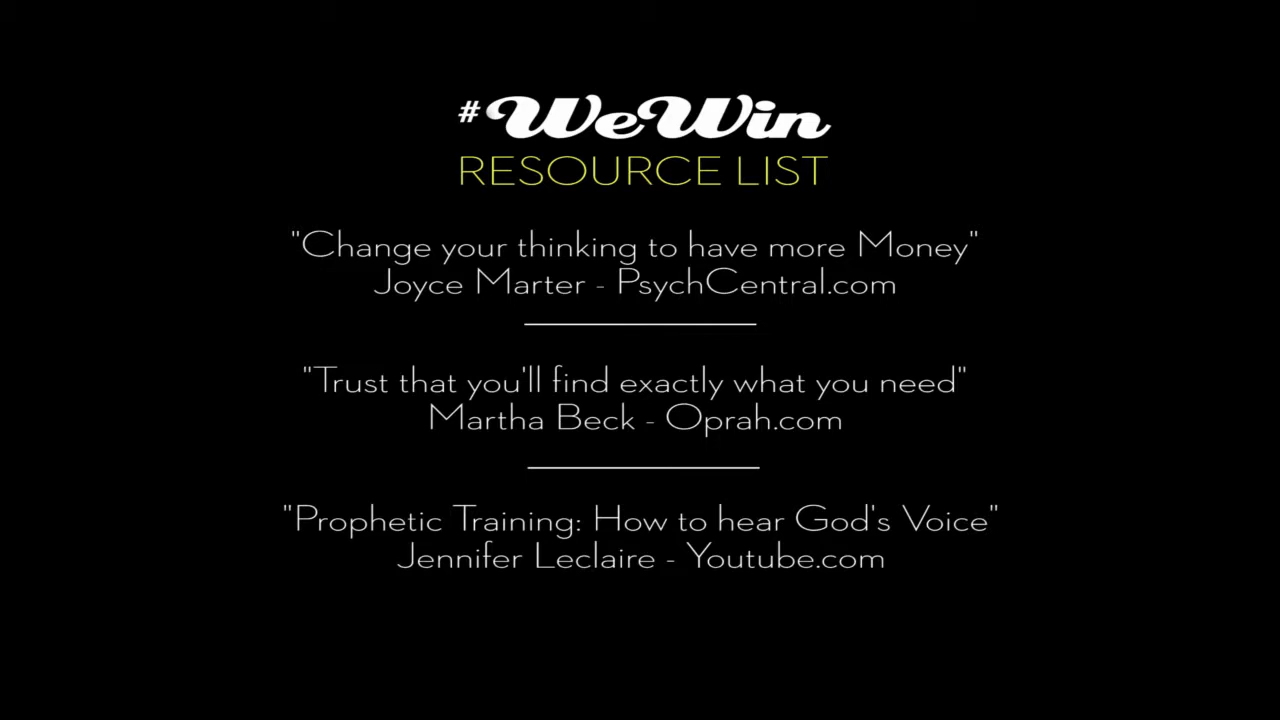 #WeWin
RESOURCE LIST
"Change your thinking to have more Money"
Joyce Marter - PsychCentral.com
"Trust that you'll find exactly what you need"
Martha Beck - Oprah.com
"Prophetic Training: How to hear God's Voice"
Jennifer Leclaire - Youtube.com